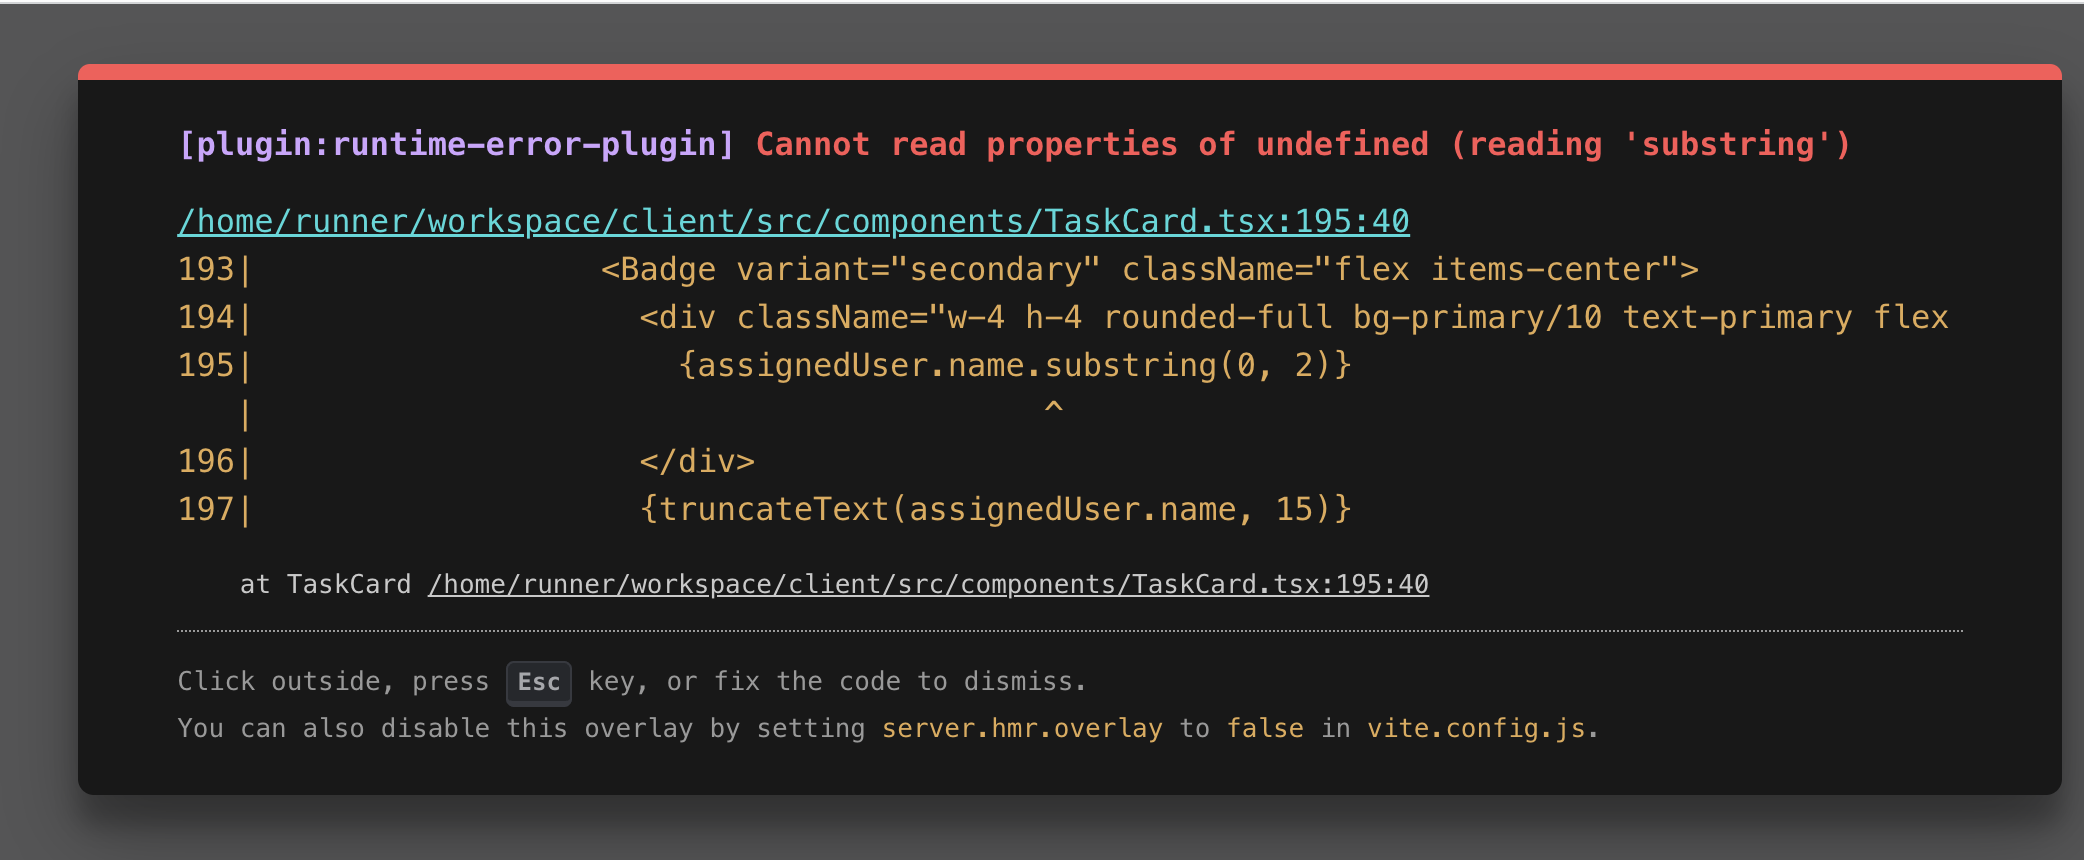 [plugin:runtime-error-plugin] Cannot read properties of undefined (reading 'substring')
/home/runner/workspace/client/src/components/TaskCard.tsx:195:40
193|                  <Badge variant="secondary" className="flex items-center">
194|                    <div className="w-4 h-4 rounded-full bg-primary/10 text-primary flex
195|                      {assignedUser.name.substring(0, 2)}
   |                                        ^
196|                    </div>
197|                    {truncateText(assignedUser.name, 15)}
    at TaskCard /home/runner/workspace/client/src/components/TaskCard.tsx:195:40
Click outside, press Esc key, or fix the code to dismiss.
You can also disable this overlay by setting server.hmr.overlay to false in vite.config.js.